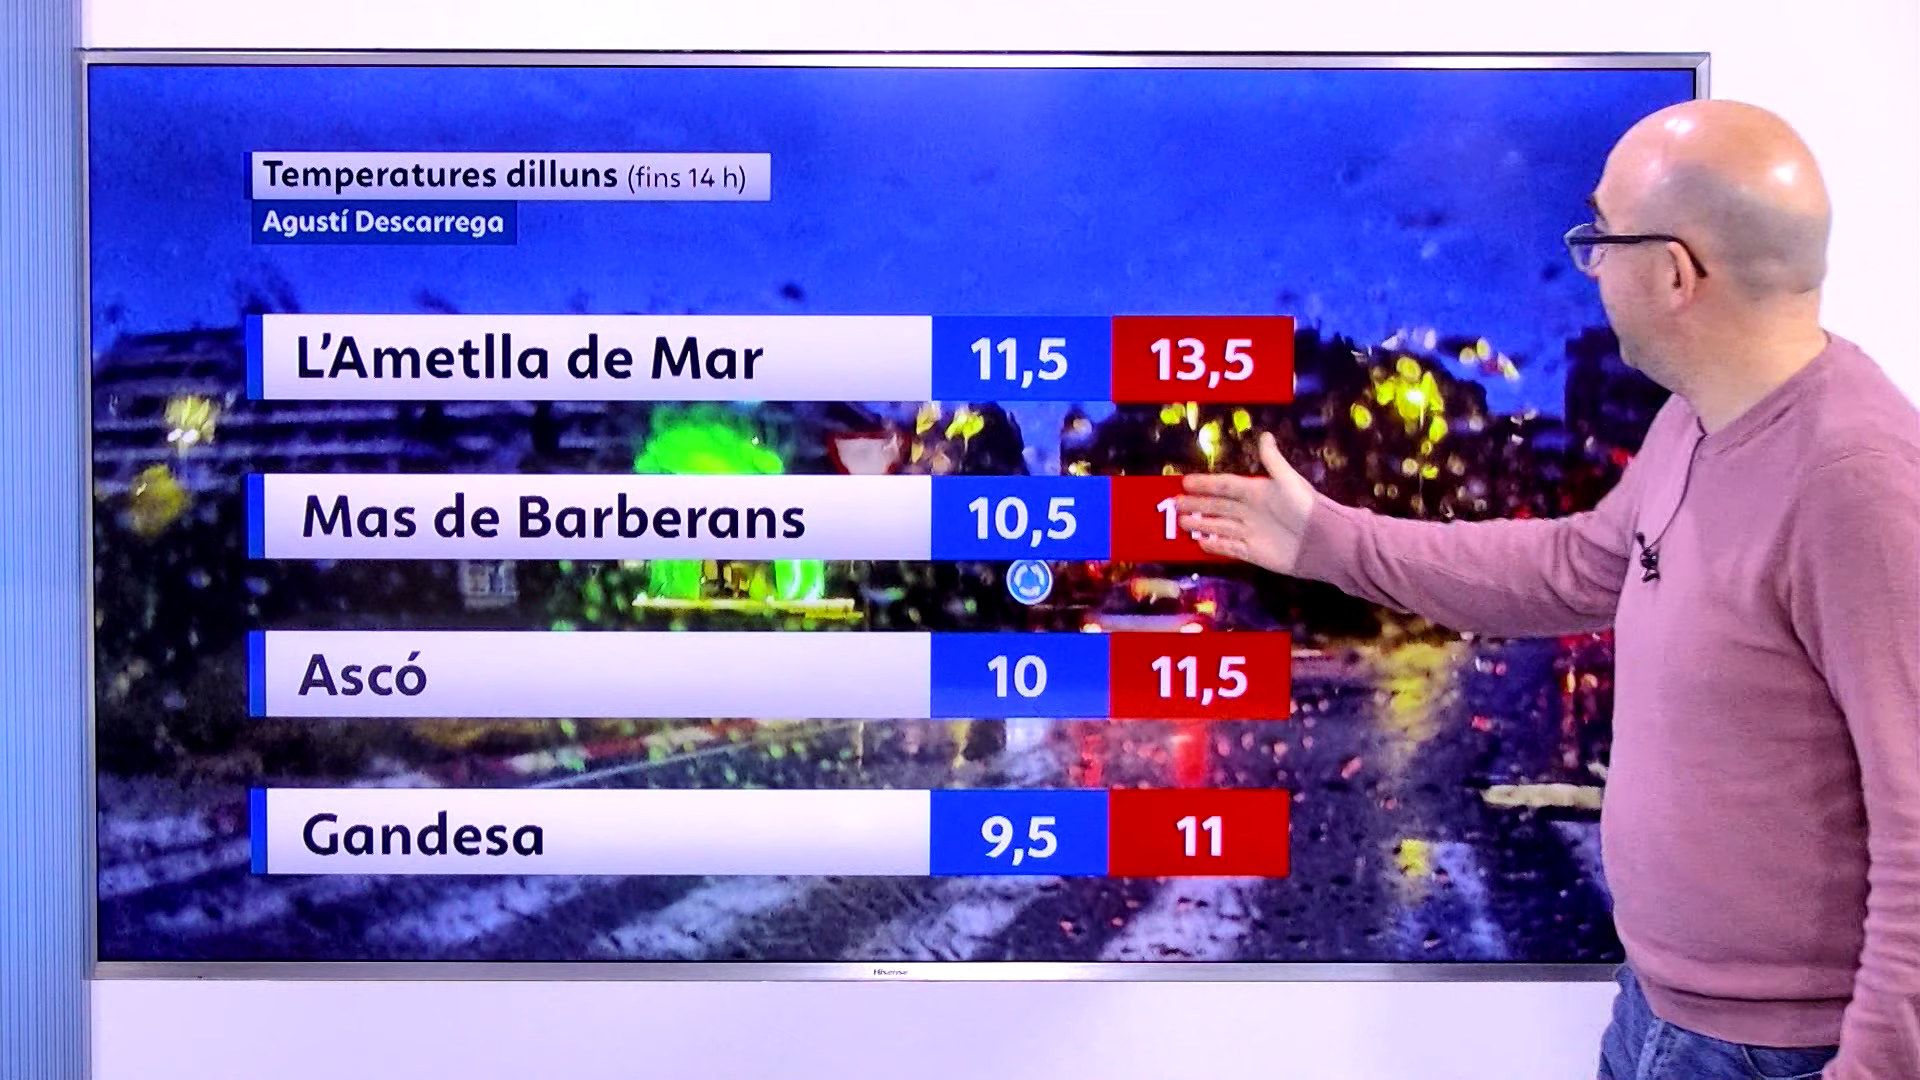 Temperatures dilluns (fins 14 h)
Agustí Descarrega
L'Ametlla de Mar 11,5 13,5
Mas de Barberans 10,5
Ascó 10 11,5
Gandesa 9,5 11
Hisense